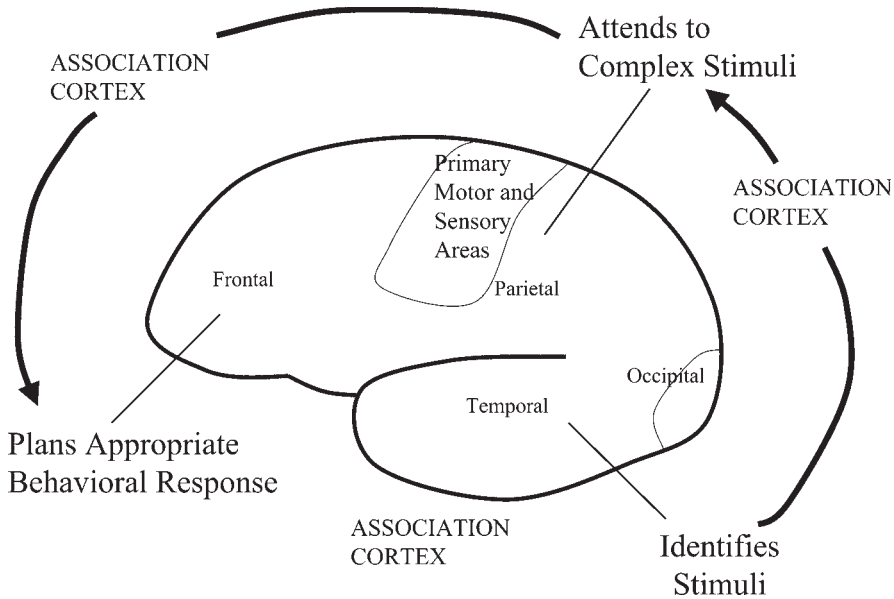 Attends to
Complex Stimuli
ASSOCIATION
CORTEX
Primary
Motor and
Sensory
Areas
ASSOCIATION
CORTEX
Frontal
Parietal
Occipital
Temporal
Plans Appropriate
Behavioral Response
ASSOCIATION
CORTEX
Identifies
Stimuli